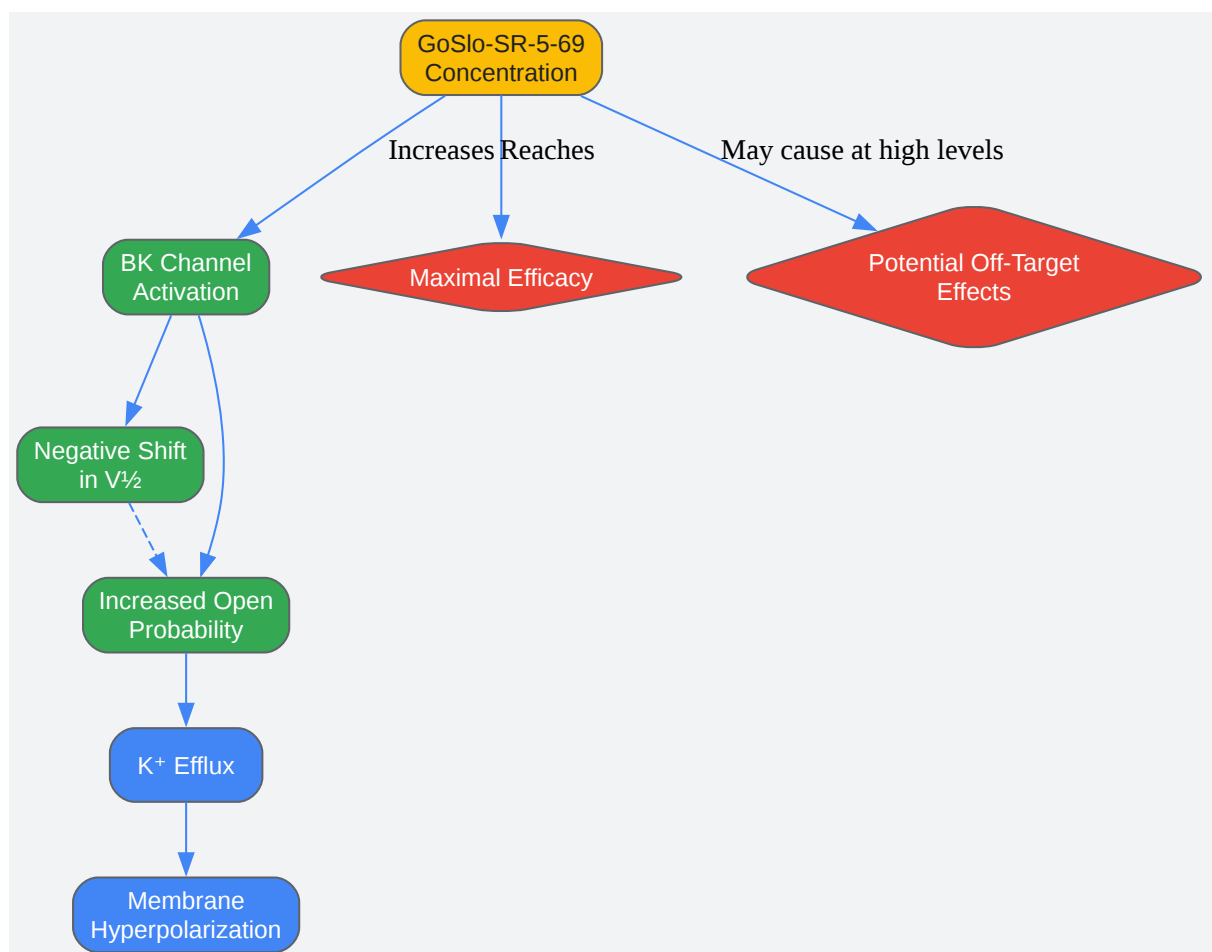 GoSlo-SR-5-69
Concentration
Increases
Reaches
May cause at high levels
BK Channel
Activation
Maximal Efficacy
Potential Off-Target
Effects
Negative Shift
in V½
Increased Open
Probability
K⁺ Efflux
Membrane
Hyperpolarization